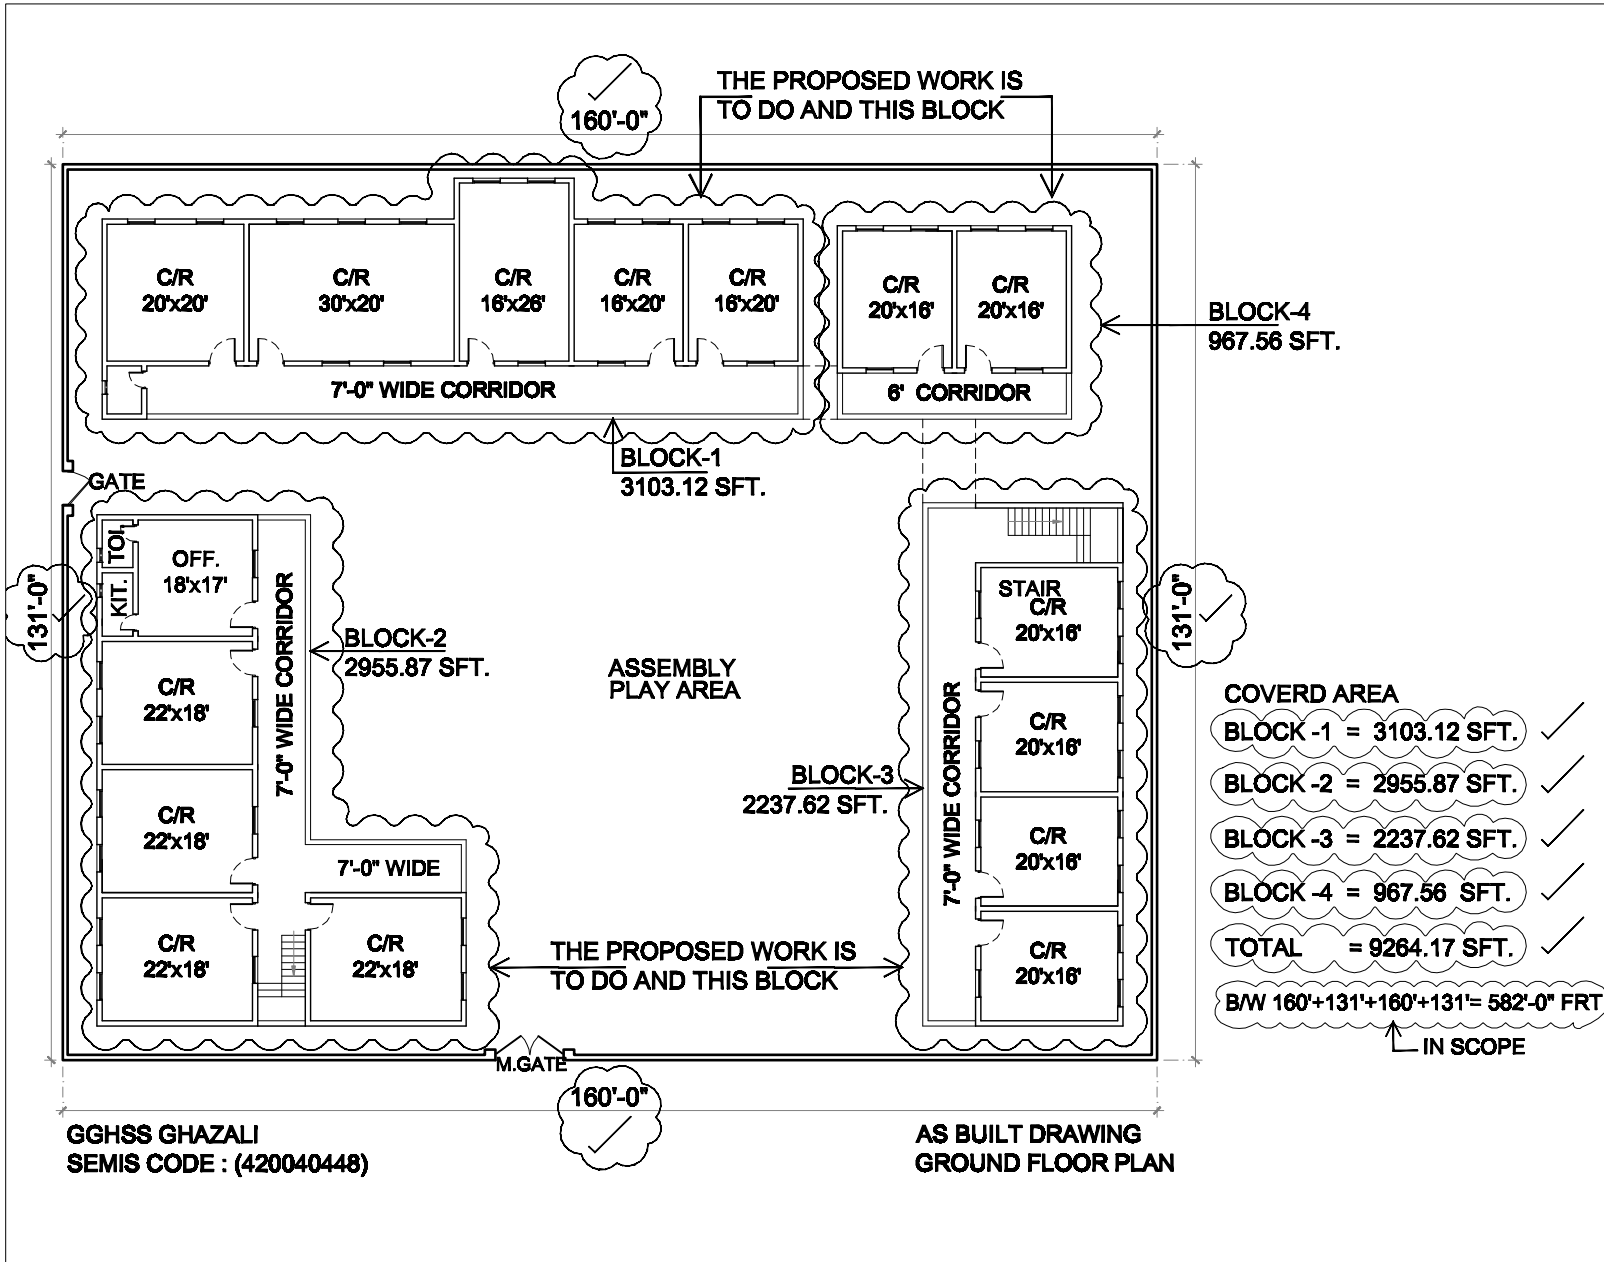 THE PROPOSED WORK IS
TO DO AND THIS BLOCK
160'-0"
C/R
20'x20'
C/R
30'x20'
C/R
16'x26'
C/R
16'x20'
C/R
16'x20'
C/R
20'x16'
C/R
20'x16'
BLOCK-4
967.56 SFT.
7'-0" WIDE CORRIDOR
6' CORRIDOR
BLOCK-1
3103.12 SFT.
GATE
TOI.
KIT.
OFF.
18'x17'
131'-0"
7'-0" WIDE CORRIDOR
BLOCK-2
2955.87 SFT.
C/R
22'x18'
C/R
22'x18'
C/R
22'x18'
7'-0" WIDE
C/R
22'x18'
ASSEMBLY
PLAY AREA
STAIR
C/R
20'x16'
C/R
20'x16'
C/R
20'x16'
C/R
20'x16'
7'-0" WIDE CORRIDOR
BLOCK-3
2237.62 SFT.
131'-0"
THE PROPOSED WORK IS
TO DO AND THIS BLOCK
COVERD AREA
BLOCK -1 = 3103.12 SFT.
BLOCK -2 = 2955.87 SFT.
BLOCK -3 = 2237.62 SFT.
BLOCK -4 = 967.56 SFT.
TOTAL = 9264.17 SFT.
B/W 160'+131'+160'+131'= 582'-0" FRT
IN SCOPE
M.GATE
160'-0"
GGHSS GHAZALI
SEMIS CODE : (420040448)
AS BUILT DRAWING
GROUND FLOOR PLAN